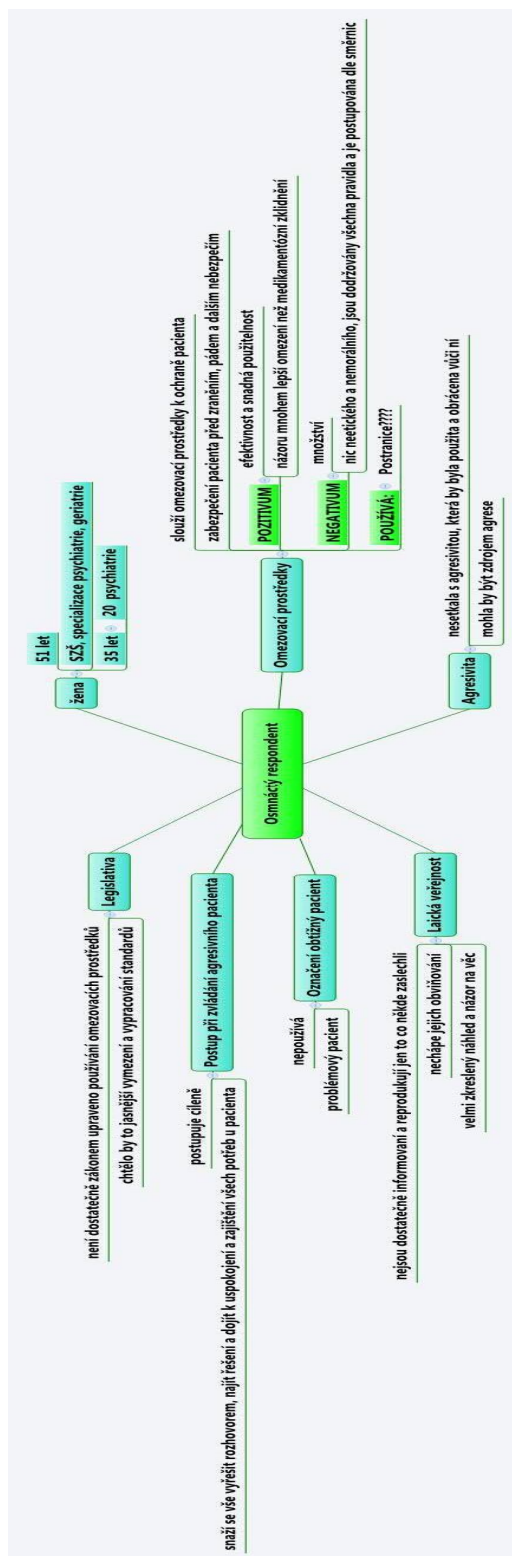 Osmnáctý respondent
žena
51 let
SZŠ, specializace psychiatrie, geriatrie
35 let
20 psychiatrie
Omezovací prostředky
slouží omezovací prostředky k ochraně pacienta
zabezpečení pacienta před zraněním, pádem a dalším nebezpečím
POZITIVUM
efektivnost a snadná použitelnost
názoru mnohem lepší omezení než medikamentózní zklidnění
NEGATIVUM
množství
nic neetického a nemorálního, jsou dodržovány všechna pravidla a je postupována dle směrnic
POUŽÍVÁ:
Postranice????
Agresivita
nesetkala s agresivitou, která by byla použita a obrácena vůči ní
mohla by být zdrojem agrese
Legislativa
není dostatečně zákonem upraveno používání omezovacích prostředků
chtělo by to jasnější vymezení a vypracování standardů
Postup při zvládání agresivního pacienta
postupuje cíleně
snaží se vše vyřešit rozhovorem, najít řešení a dojít k uspokojení a zajištění všech potřeb u pacienta
Označení obtížný pacient
nepoužívá
problémový pacient
Laická veřejnost
nejsou dostatečně informovaní a reprodukují jen to co někde zaslechli
nechápe jejich obviňování
velmi zkreslený náhled a názor na věc